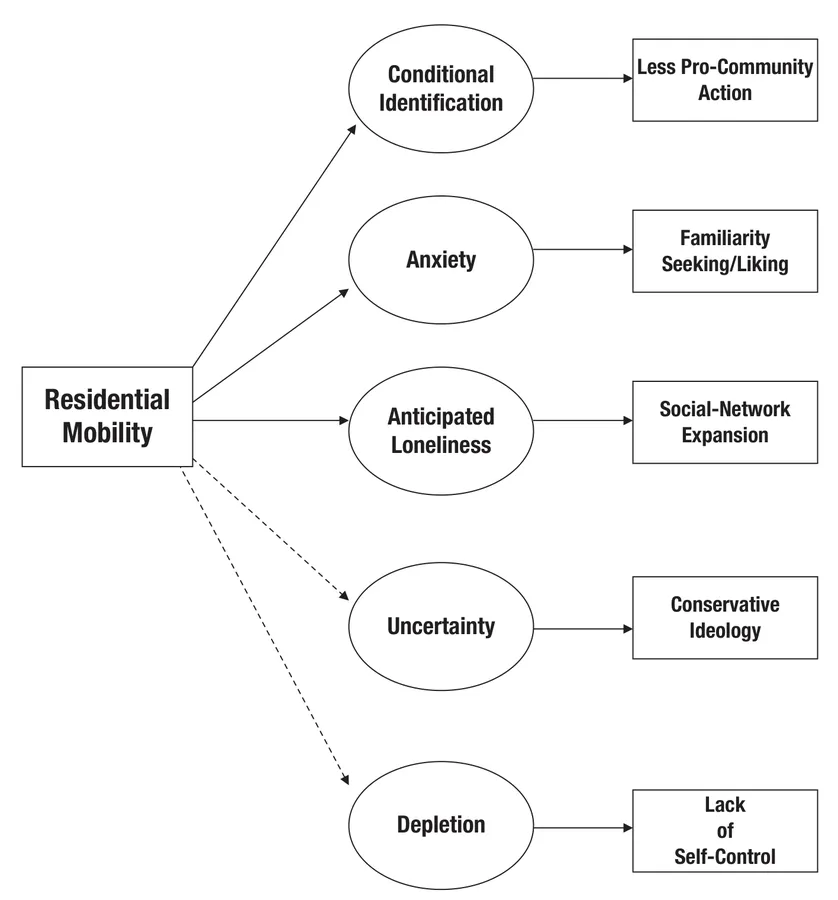 Conditional
Identification
Less Pro-Community
Action
Anxiety
Familiarity
Seeking/Liking
Residential
Mobility
Anticipated
Loneliness
Social-Network
Expansion
Uncertainty
Conservative
Ideology
Depletion
Lack
of
Self-Control